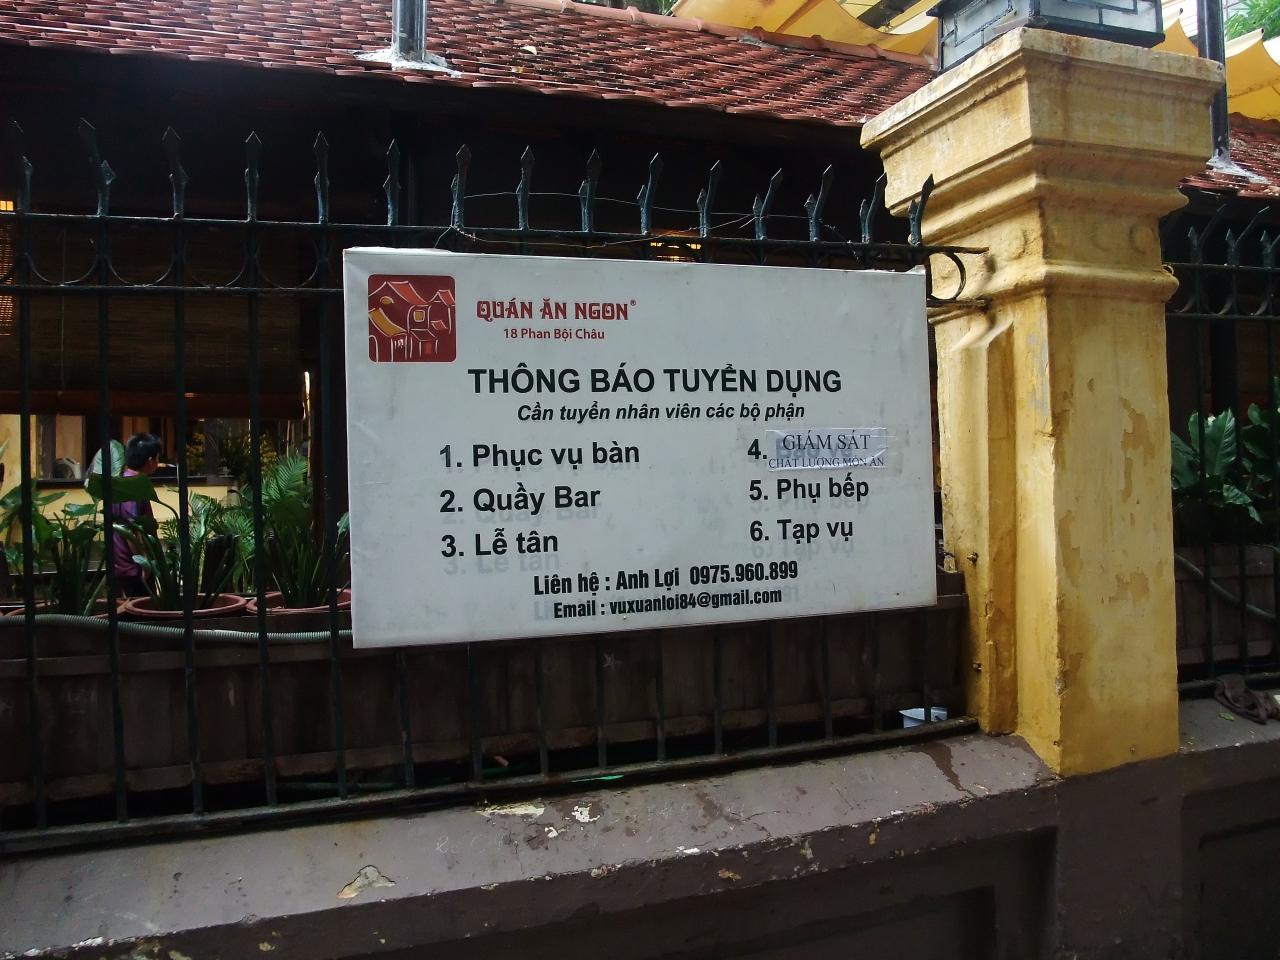 QUÁN ĂN NGON®
18 Phan Bội Châu
THÔNG BÁO TUYỂN DỤNG
Cần tuyển nhân viên các bộ phận
1. Phục vụ bàn
2. Quầy Bar
3. Lễ tân
4. GIÁM SÁT
CHẤT LƯỢNG MÓN ĂN
5. Phụ bếp
6. Tạp vụ
Liên hệ : Anh Lợi 0975.960.899
Email : vuxuanloi84@gmail.com